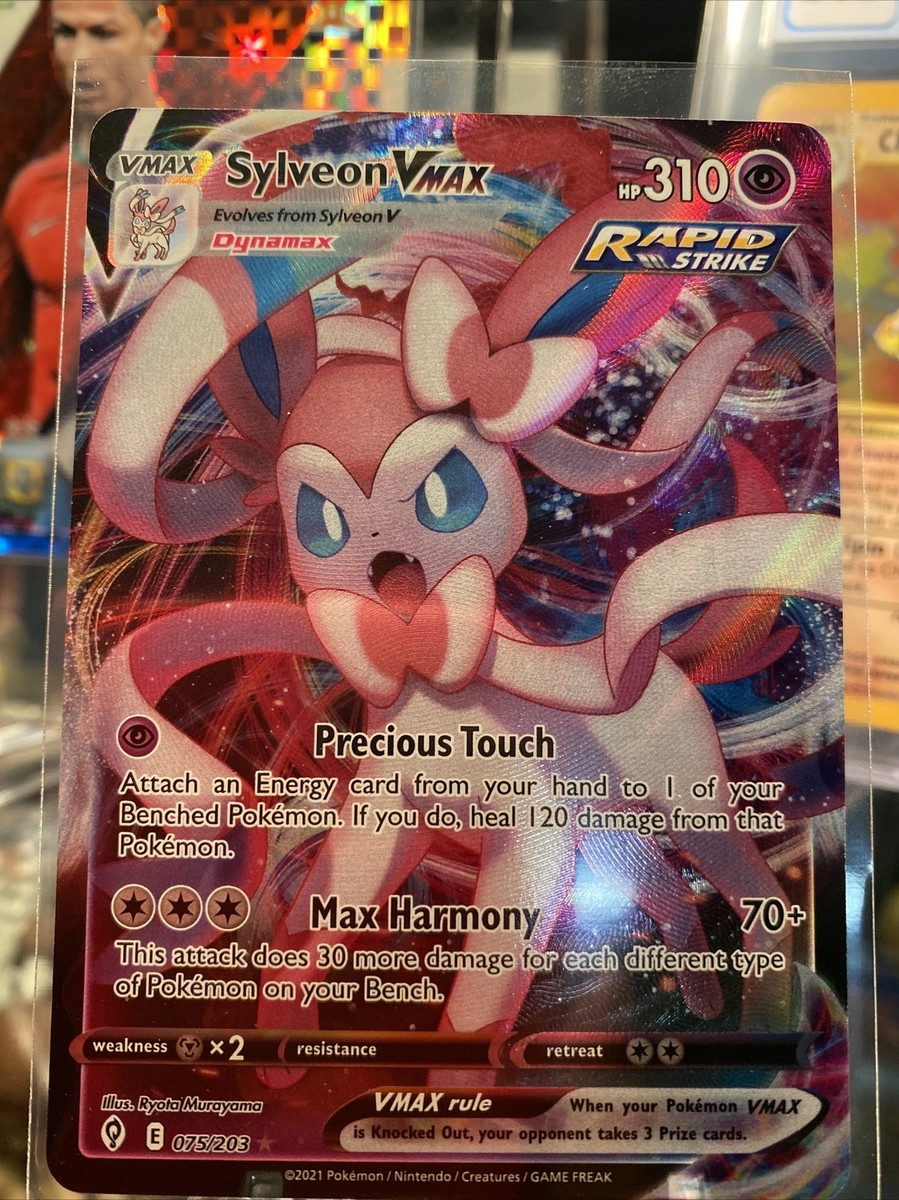 VMAX
Sylveon VMAX
HP 310
Evolves from Sylveon V
Dynamax
RAPID
STRIKE
Precious Touch
Attach an Energy card from your hand to 1 of your
Benched Pokémon. If you do, heal 120 damage from that
Pokémon.
Max Harmony 70+
This attack does 30 more damage for each different type
of Pokémon on your Bench.
weakness ×2 resistance retreat
Illus. Ryota Murayama
E 075/203 ★
VMAX rule When your Pokémon VMAX
is Knocked Out, your opponent takes 3 Prize cards.
©2021 Pokémon / Nintendo / Creatures / GAME FREAK